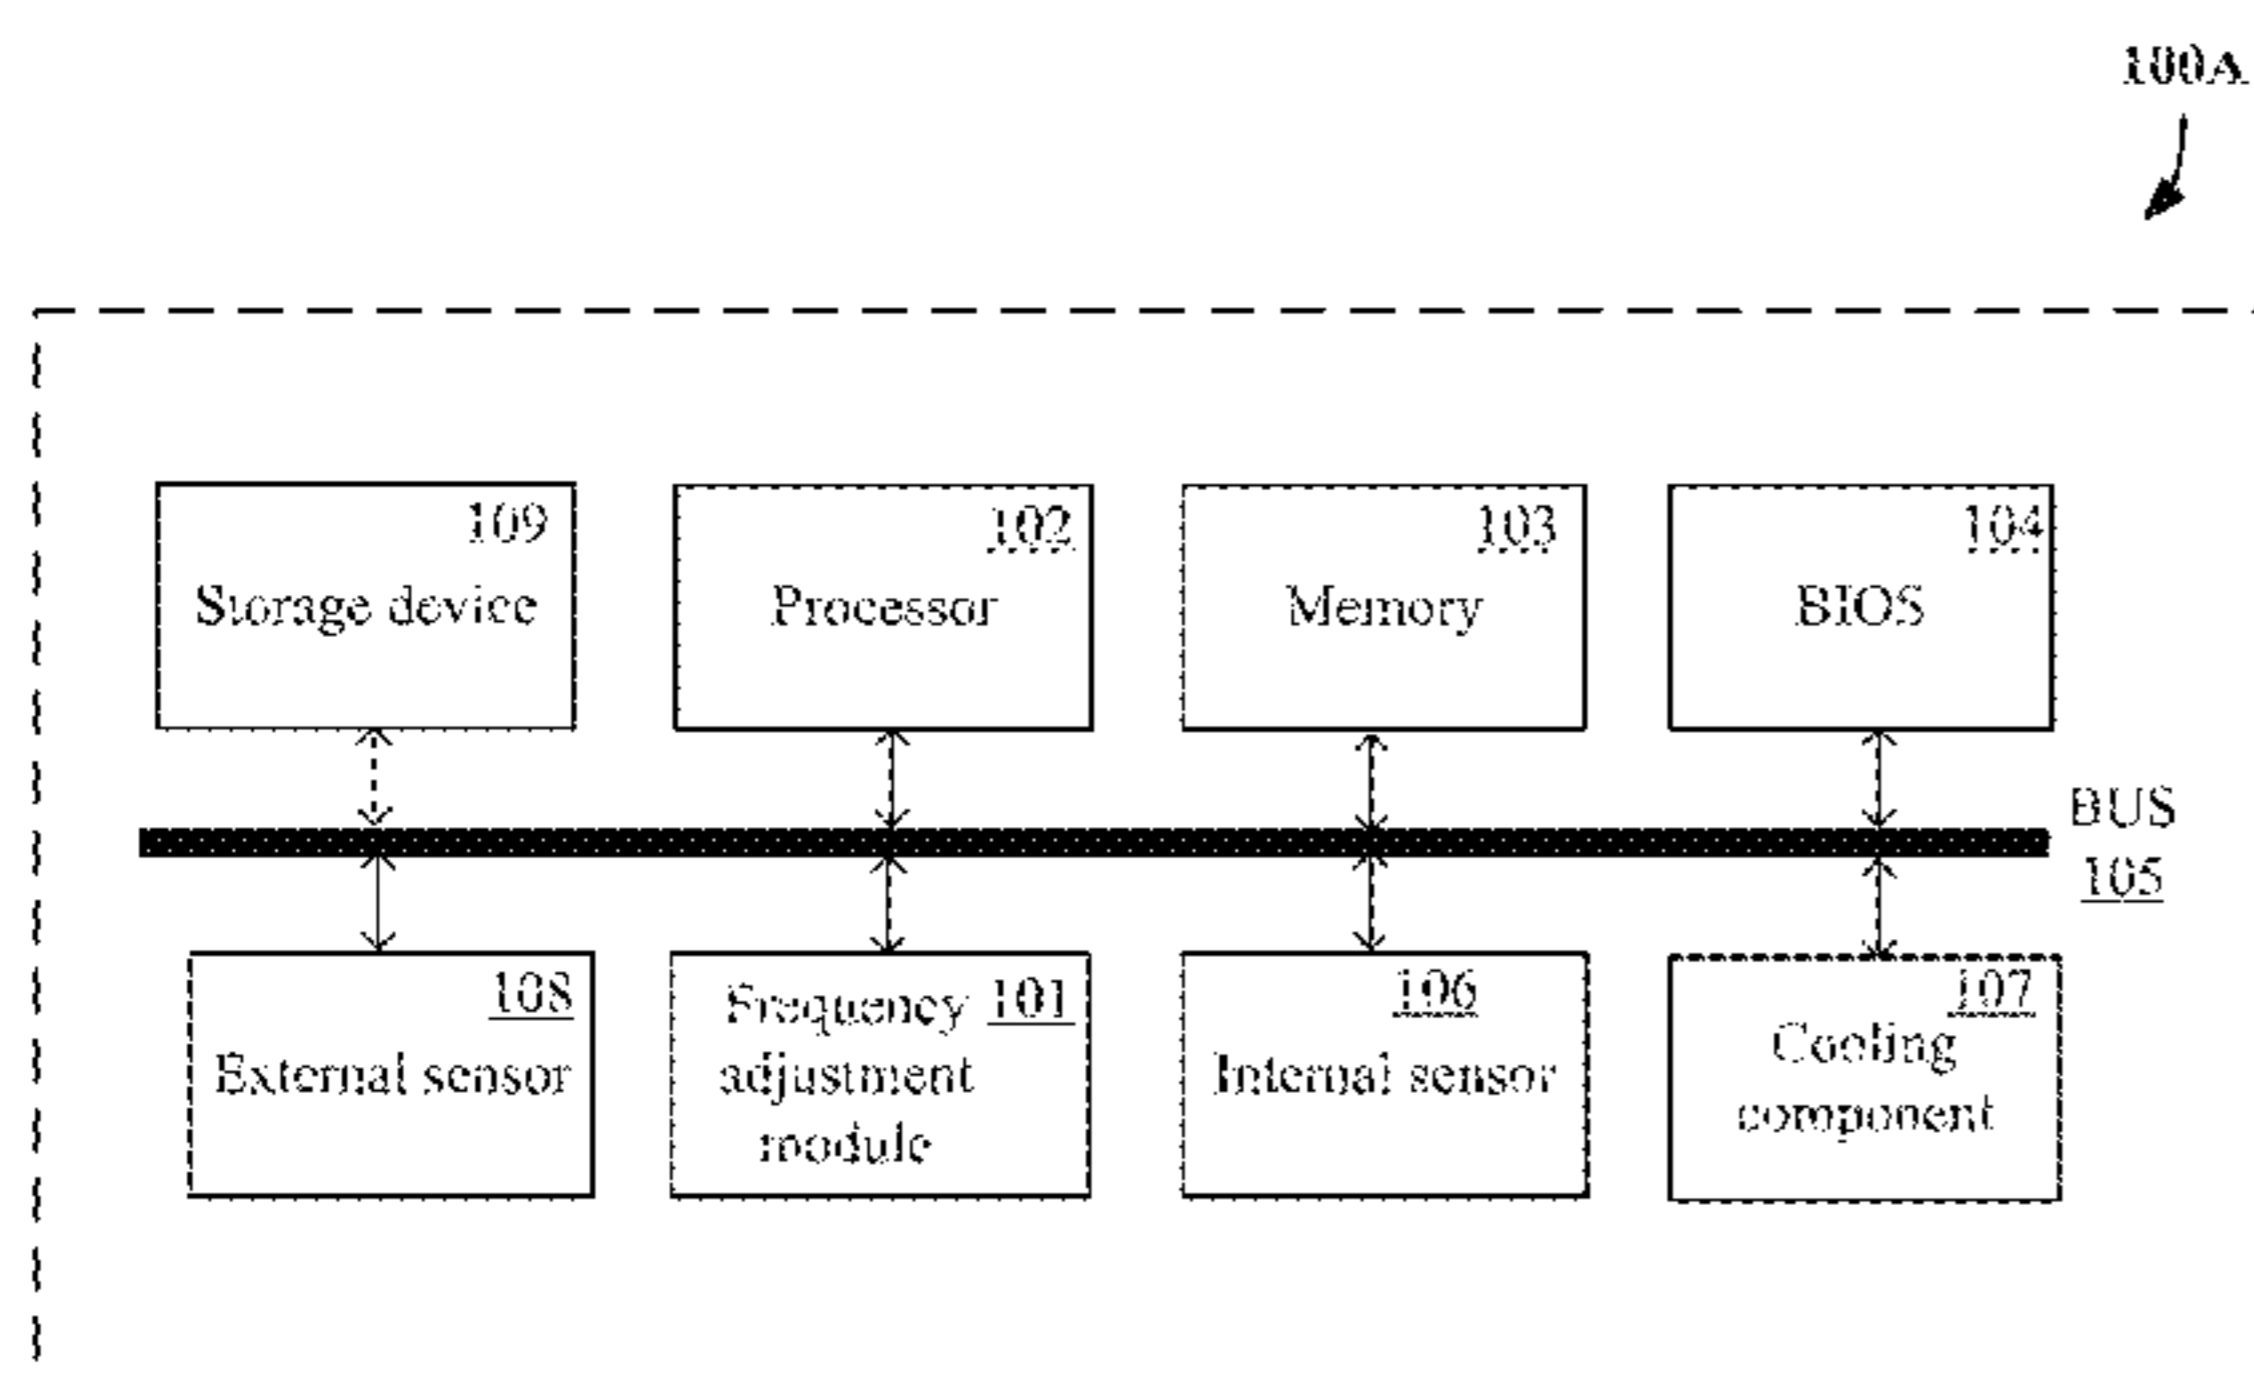 100A
109
Storage device
102
Processor
103
Memory
104
BIOS
BUS
105
108
External sensor
Frequency 101
adjustment
module
106
Internal sensor
107
Cooling
component